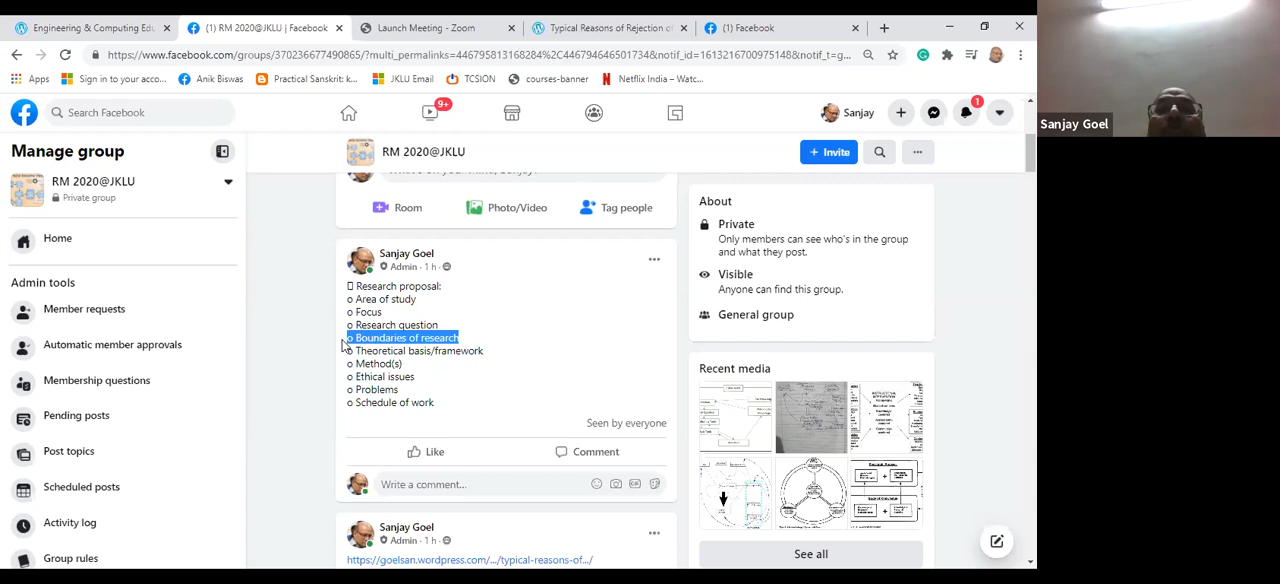 Engineering & Computing Edu
(1) RM 2020@JKLU | Facebook
Launch Meeting - Zoom
Typical Reasons of Rejection of
(1) Facebook
https://www.facebook.com/groups/370236677490865/?multi_permalinks=446795813168284%2C446794646501734&notif_id=1613216700975148&notif_t=g...
Apps
Sign in to your acco...
Anik Biswas
Practical Sanskrit: k...
JKLU Email
TCSION
courses-banner
Netflix India – Watc...
Search Facebook
9+
Sanjay
1
Sanjay Goel
Manage group
RM 2020@JKLU
Private group
Home
Admin tools
Member requests
Automatic member approvals
Membership questions
Pending posts
Post topics
Scheduled posts
Activity log
Group rules
RM 2020@JKLU
+ Invite
Room
Photo/Video
Tag people
Sanjay Goel
Admin · 1 h ·
Research proposal:
o Area of study
o Focus
o Research question
o Boundaries of research
o Theoretical basis/framework
o Method(s)
o Ethical issues
o Problems
o Schedule of work
Seen by everyone
Like
Comment
Write a comment...
GIF
Sanjay Goel
Admin · 1 h ·
https://goelsan.wordpress.com/.../typical-reasons-of.../
About
Private
Only members can see who's in the group
and what they post.
Visible
Anyone can find this group.
General group
Recent media
See all